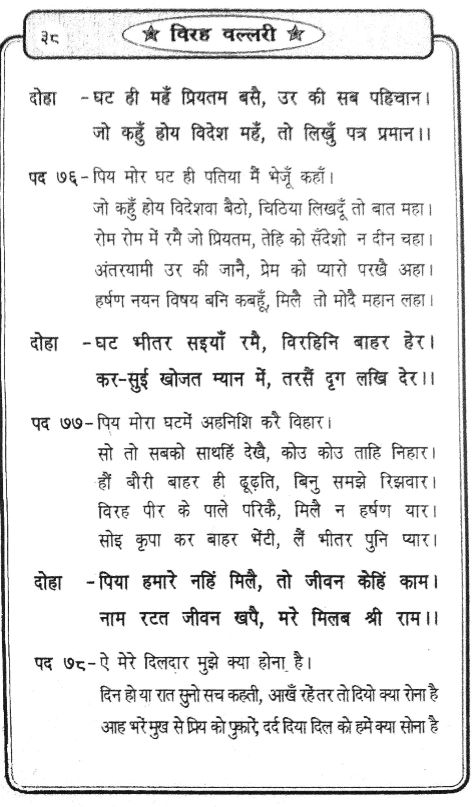 ३८
विरह वल्लरी
दोहा -घट ही महँ प्रियतम बसै, उर की सब पहिचान।
जो कहुँ होय विदेश महँ, तो लिखुँ पत्र प्रमान।।
पद ७६-पिय मोर घट ही पतिया मैं भेजूँ कहाँ।
जो कहुँ होय विदेशवा बैठो, चिठिया लिखदूँ तो बात महा।
रोम रोम में रमै जो प्रियतम, तेहि को सँदेशो न दीन चहा।
अंतरयामी उर की जानै, प्रेम को प्यारो परखै अहा।
हर्षण नयन विषय बनि कबहूँ, मिलै तो मोदै महान लहा।
दोहा -घट भीतर सइयाँ रमै, विरहिनि बाहर हेर।
कर-सुई खोजत म्यान में, तरसैं दृग लखि देर।।
पद ७७-पिय मोरा घटमें अहनिशि करै विहार।
सो तो सबको साथहिं देखै, कोउ कोउ ताहि निहार।
हौं बौरी बाहर ही ढूढ़ति, बिनु समझे रिझवार।
विरह पीर के पाले परिकै, मिलै न हर्षण यार।
सोइ कृपा कर बाहर भेंटी, लैं भीतर पुनि प्यार।
दोहा -पिया हमारे नहिं मिलै, तो जीवन केहिं काम।
नाम रटत जीवन खपै, मरे मिलब श्री राम।।
पद ७८-ऐ मेरे दिलदार मुझे क्या होना है।
दिन हो या रात सुनो सच कहती, आखँ रहें तर तो दियो क्या रोना है
आह भरें मुख से प्रिय को पुकारें, दर्द दिया दिल को हमें क्या सोना है